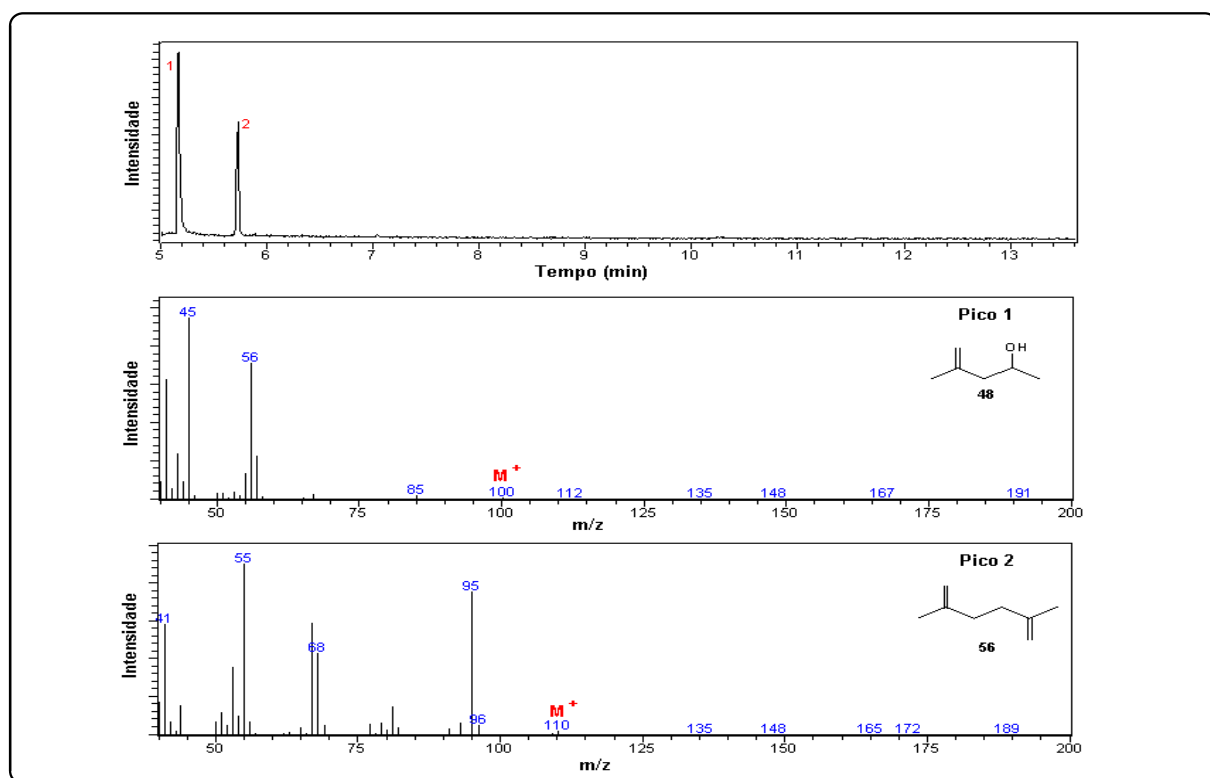 Intensidade
1
2
5 6 7 8 9 10 11 12 13
Tempo (min)
Intensidade
Pico 1
OH
48
45
56
85
M +
100
112
135
148
167
191
50 75 100 125 150 175 200
m/z
Intensidade
Pico 2
56
41
55
68
95
96
M +
110
135
148
165
172
189
50 75 100 125 150 175 200
m/z